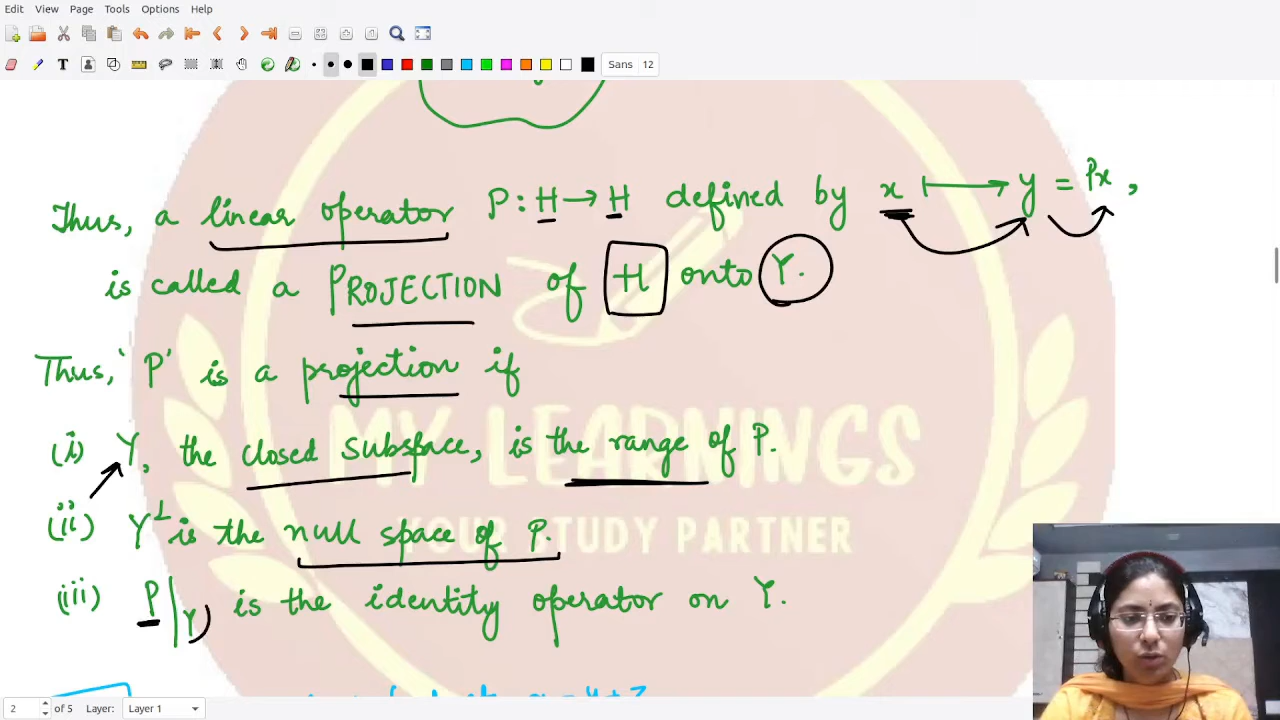 Edit View Page Tools Options Help
Sans 12
Thus, a linear operator P : H → H defined by x ⟼ y = Px,
is called a PROJECTION of H onto Y.
Thus, 'P' is a projection if
(i) Y, the closed subspace, is the range of P.
(ii) Y⊥ is the null space of P.
(iii) P|Y is the identity operator on Y.
MY LEARNINGS
YOUR STUDY PARTNER
2 of 5 Layer: Layer 1